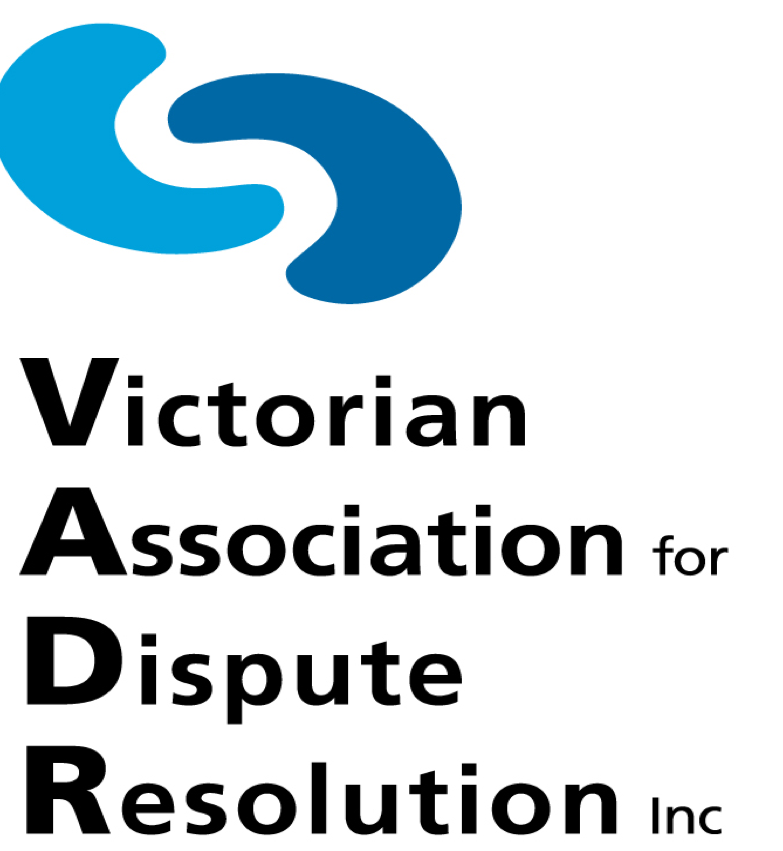 Victorian
Association for
Dispute
Resolution Inc